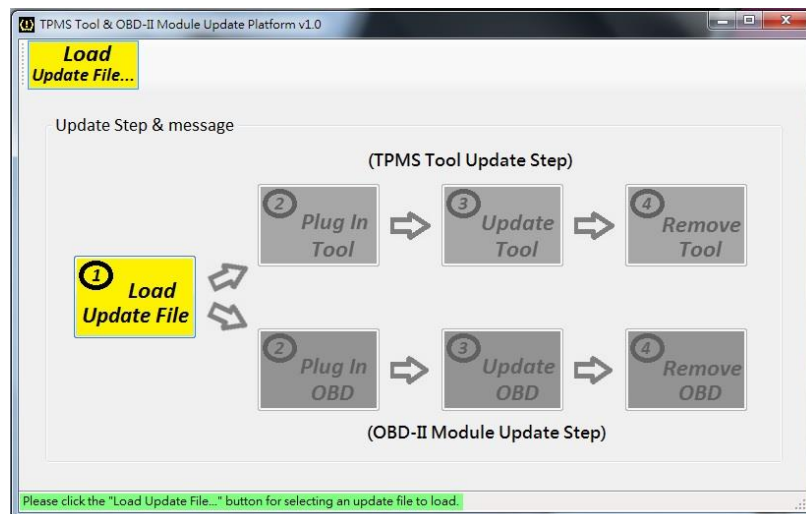 TPMS Tool & OBD-II Module Update Platform v1.0
Load
Update File...
Update Step & message
(TPMS Tool Update Step)
2
Plug In
Tool
3
Update
Tool
4
Remove
Tool
1
Load
Update File
2
Plug In
OBD
3
Update
OBD
4
Remove
OBD
(OBD-II Module Update Step)
Please click the "Load Update File..." button for selecting an update file to load.